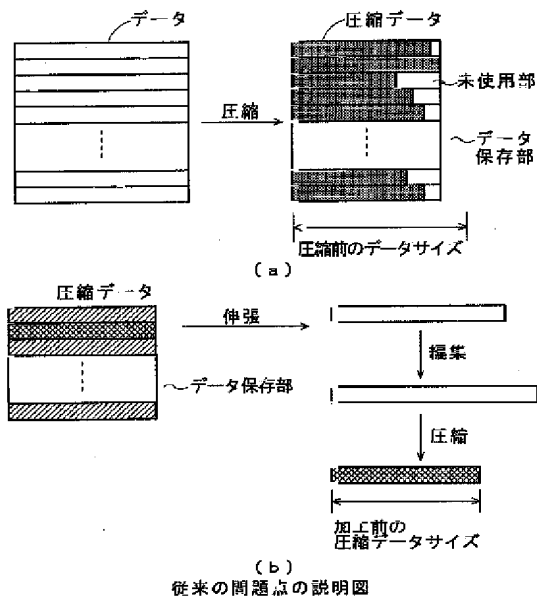 データ
圧縮データ
未使用部
圧縮
データ
保存部
圧縮前のデータサイズ
(a)
圧縮データ
伸張
編集
データ保存部
圧縮
加工前の
圧縮データサイズ
(b)
従来の問題点の説明図